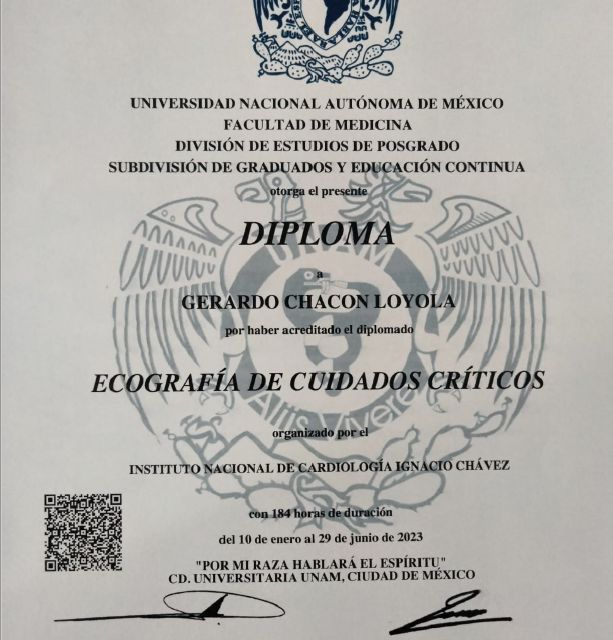 UNIVERSIDAD NACIONAL AUTÓNOMA DE MÉXICO
FACULTAD DE MEDICINA
DIVISIÓN DE ESTUDIOS DE POSGRADO
SUBDIVISIÓN DE GRADUADOS Y EDUCACIÓN CONTINUA
otorga el presente
DIPLOMA
a
GERARDO CHACON LOYOLA
por haber acreditado el diplomado
ECOGRAFÍA DE CUIDADOS CRÍTICOS
organizado por el
INSTITUTO NACIONAL DE CARDIOLOGÍA IGNACIO CHÁVEZ
con 184 horas de duración
del 10 de enero al 29 de junio de 2023
"POR MI RAZA HABLARÁ EL ESPÍRITU"
CD. UNIVERSITARIA UNAM, CIUDAD DE MÉXICO